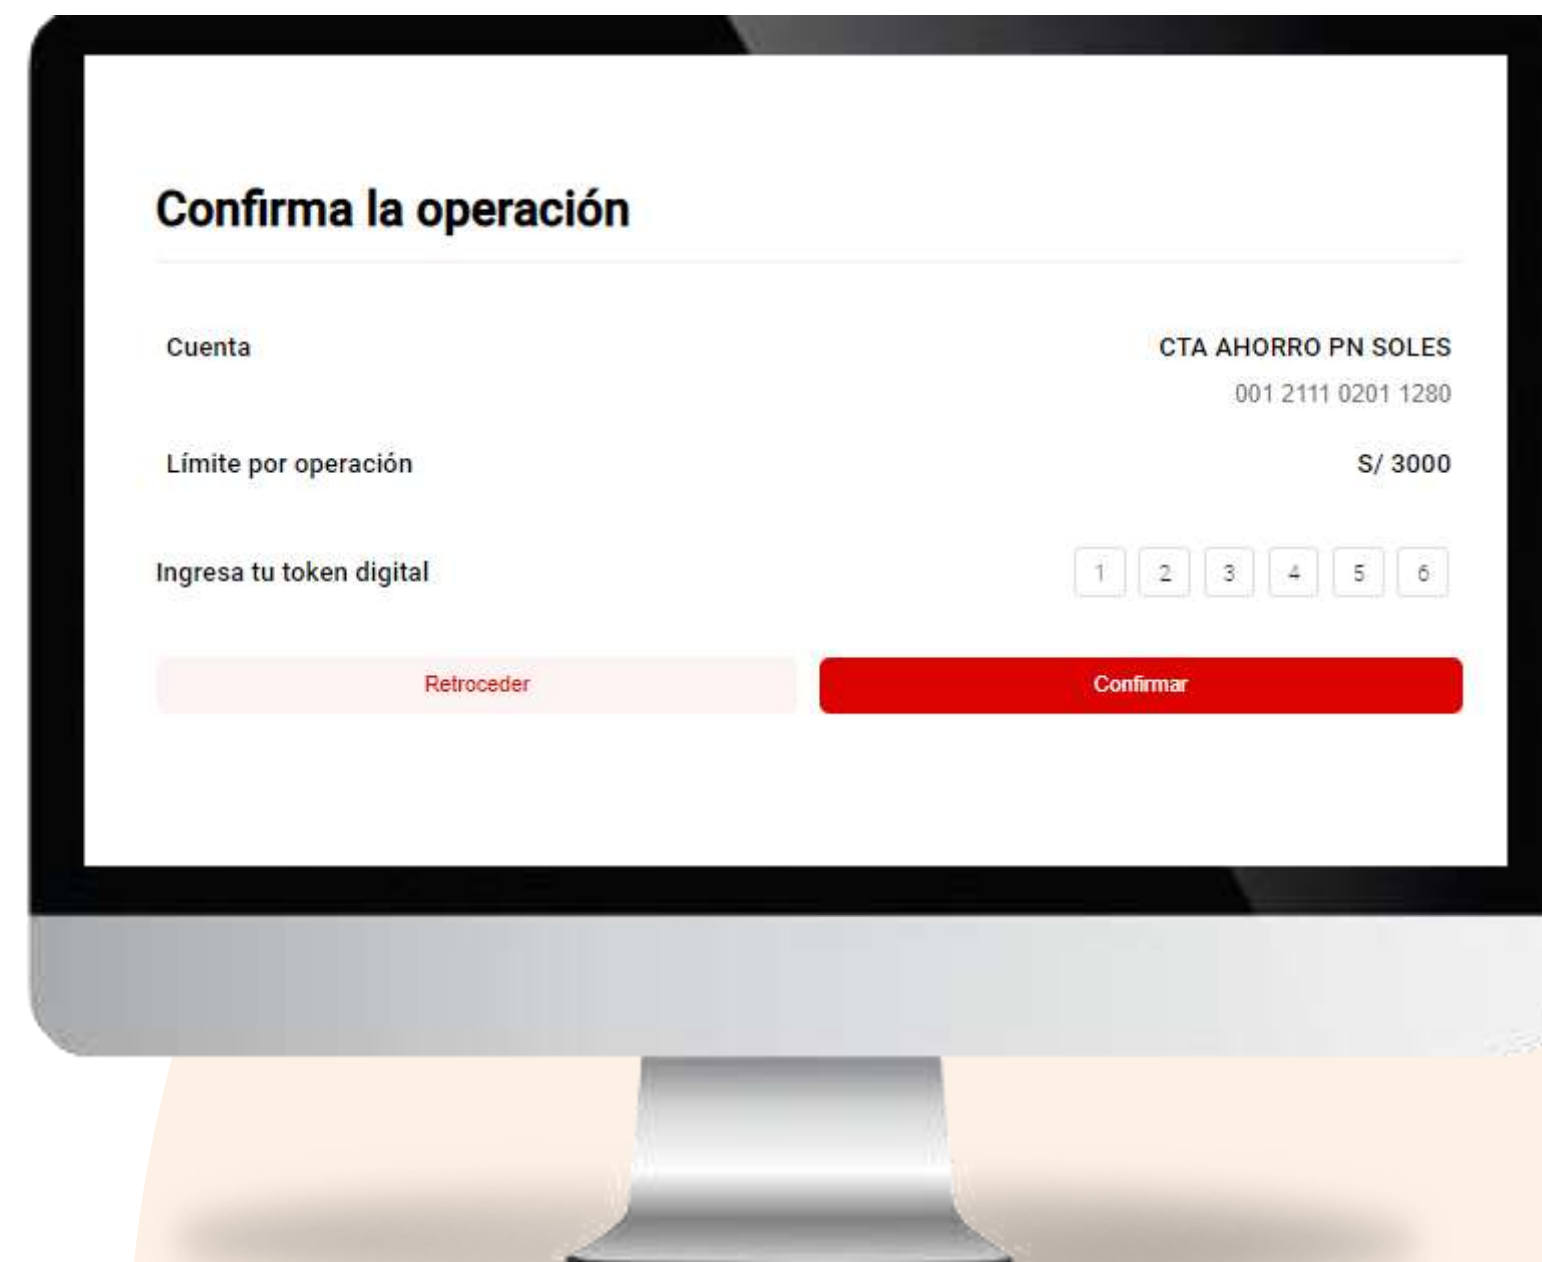 Confirma la operación
Cuenta
CTA AHORRO PN SOLES
001 2111 0201 1280
Límite por operación
S/ 3000
Ingresa tu token digital
1 2 3 4 5 6
Retroceder
Confirmar